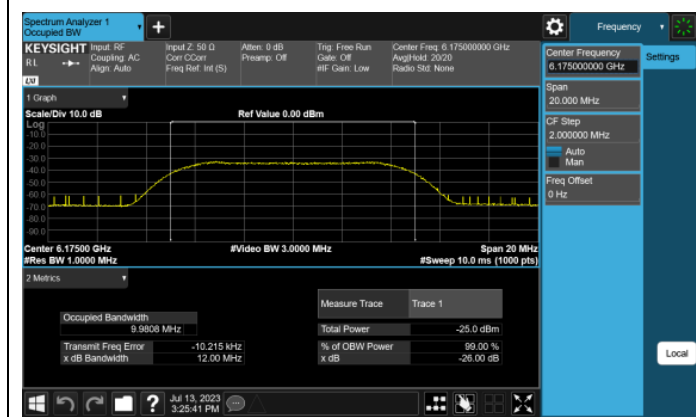 Spectrum Analyzer 1
Occupied BW
+
Frequency
KEYSIGHT
Input: RF
Input Z: 50 Ω
Atten: 0 dB
Trig: Free Run
Center Freq: 6.175000000 GHz
R L
Coupling: AC
Corr CCorr
Preamp: Off
Gate: Off
Avg|Hold: 20/20
Align: Auto
Freq Ref: Int (S)
#IF Gain: Low
Radio Std: None
LXI
Center Frequency
6.175000000 GHz
Settings
Span
20.000 MHz
CF Step
2.000000 MHz
Auto
Man
Freq Offset
0 Hz
Local
1 Graph
Scale/Div 10.0 dB
Ref Value 0.00 dBm
Log
-10.0
-20.0
-30.0
-40.0
-50.0
-60.0
-70.0
-80.0
-90.0
Center 6.17500 GHz
#Video BW 3.0000 MHz
Span 20 MHz
#Res BW 1.0000 MHz
#Sweep 10.0 ms (1000 pts)
2 Metrics
Measure Trace
Trace 1
Occupied Bandwidth
9.9808 MHz
Total Power
-25.0 dBm
Transmit Freq Error
-10.215 kHz
% of OBW Power
99.00 %
x dB Bandwidth
12.00 MHz
x dB
-26.00 dB
?
Jul 13, 2023
3:25:41 PM